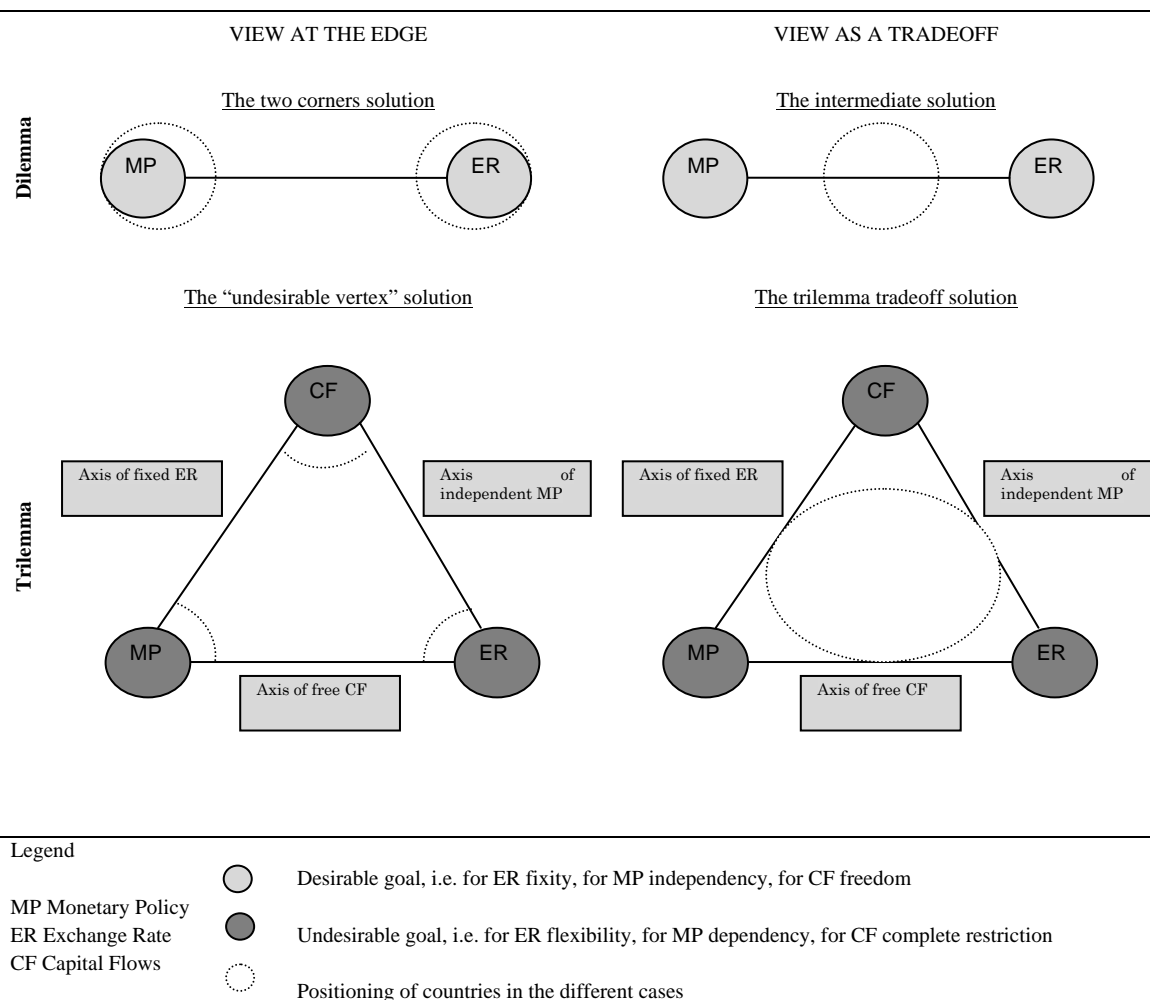 VIEW AT THE EDGE
VIEW AS A TRADEOFF
Dilemma
The two corners solution
The intermediate solution
MP
ER
MP
ER
Trilemma
The “undesirable vertex” solution
The trilemma tradeoff solution
CF
CF
Axis of fixed ER
Axis of
independent MP
Axis of fixed ER
Axis of
independent MP
MP
ER
MP
ER
Axis of free CF
Axis of free CF
Legend
MP Monetary Policy
ER Exchange Rate
CF Capital Flows
Desirable goal, i.e. for ER fixity, for MP independency, for CF freedom
Undesirable goal, i.e. for ER flexibility, for MP dependency, for CF complete restriction
Positioning of countries in the different cases